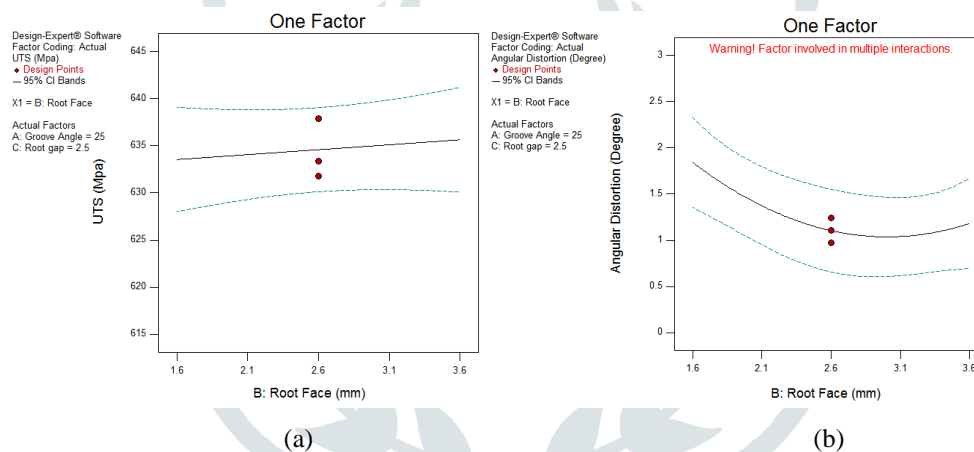 One Factor
Design-Expert® Software
Factor Coding: Actual
UTS (Mpa)
Design Points
95% CI Bands
X1 = B: Root Face
Actual Factors
A: Groove Angle = 25
C: Root gap = 2.5
UTS (Mpa)
645
640
635
630
625
620
615
1.6
2.1
2.6
3.1
3.6
B: Root Face (mm)
(a)
One Factor
Warning! Factor involved in multiple interactions.
Design-Expert® Software
Factor Coding: Actual
Angular Distortion (Degree)
Design Points
95% CI Bands
X1 = B: Root Face
Actual Factors
A: Groove Angle = 25
C: Root gap = 2.5
Angular Distortion (Degree)
3
2.5
2
1.5
1
0.5
0
1.6
2.1
2.6
3.1
3.6
B: Root Face (mm)
(b)